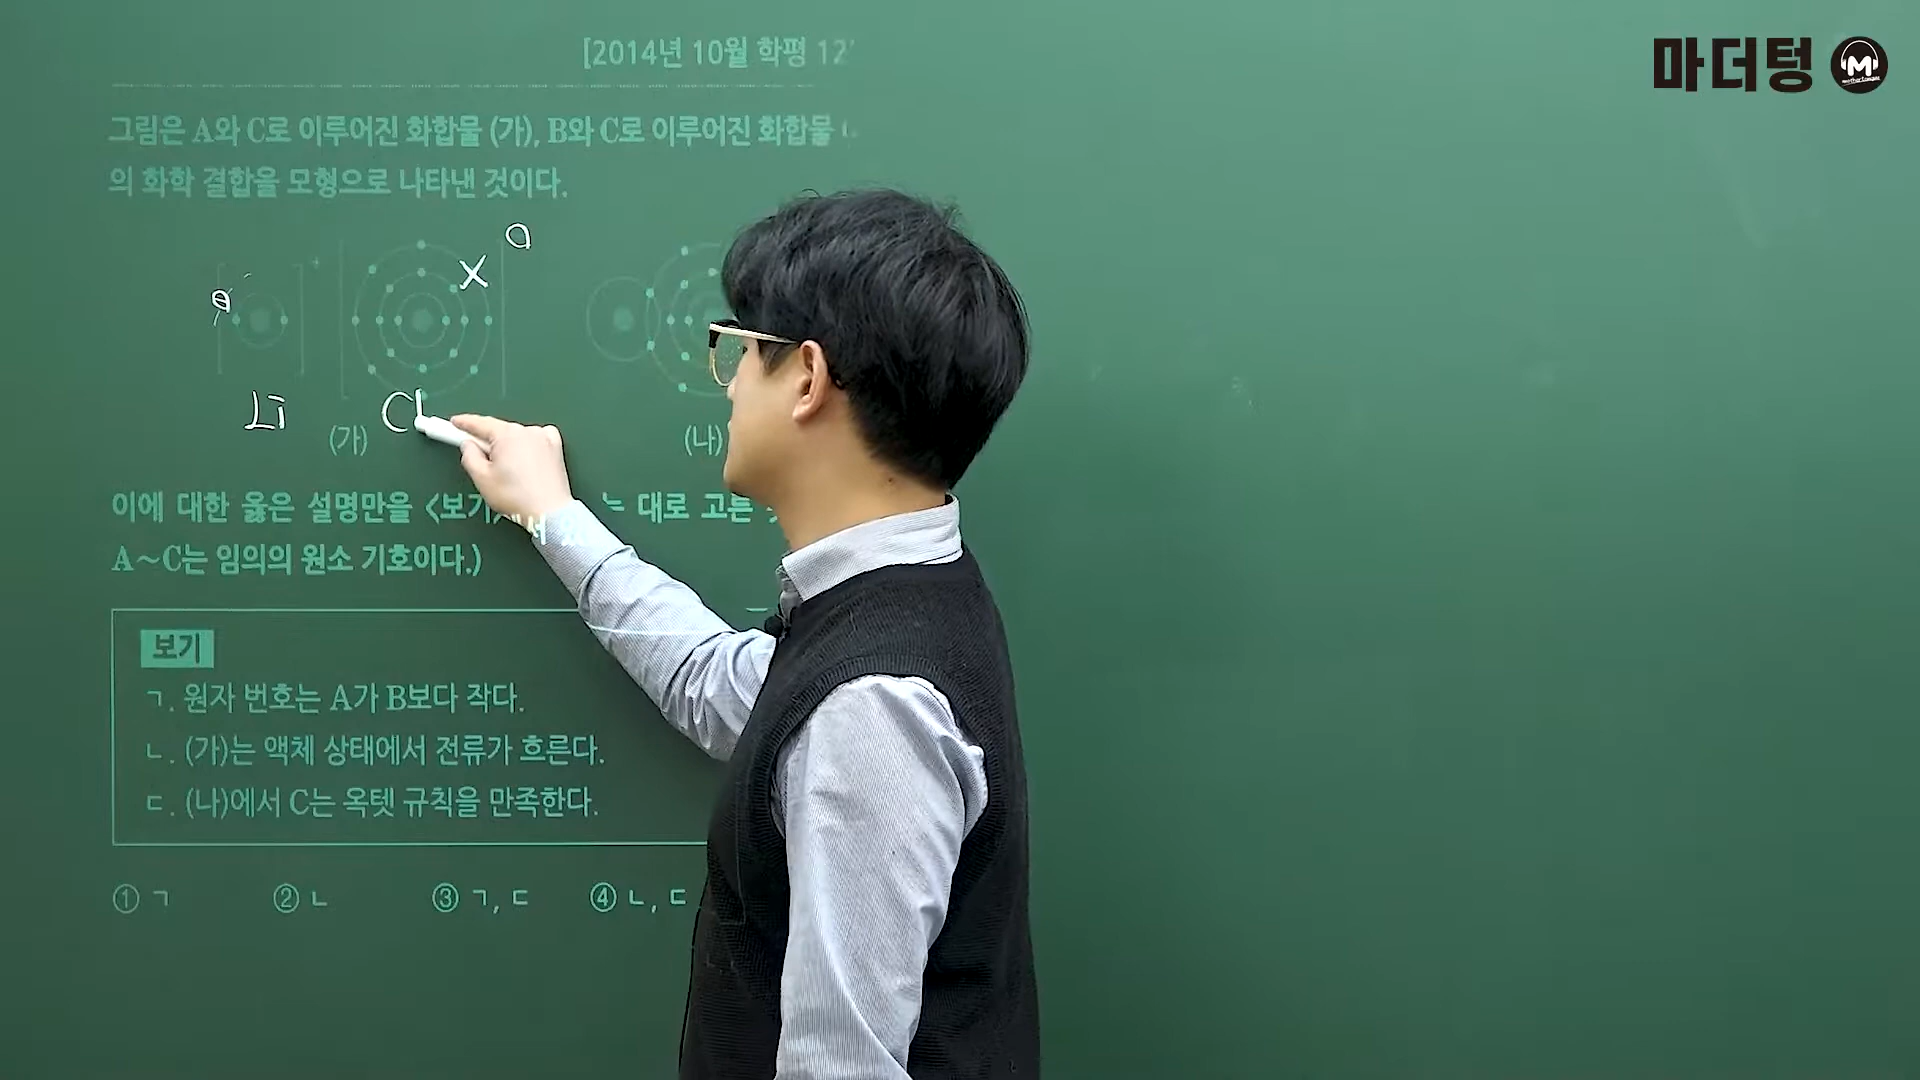 마더텅
[2014년 10월 학평 12
그림은 A와 C로 이루어진 화합물 (가), B와 C로 이루어진 화합물 (
의 화학 결합을 모형으로 나타낸 것이다.
Li
Cl
(가)
(나)
이에 대한 옳은 설명만을 <보기>에서 대로 고른
A~C는 임의의 원소 기호이다.)
보기
ㄱ. 원자 번호는 A가 B보다 작다.
ㄴ. (가)는 액체 상태에서 전류가 흐른다.
ㄷ. (나)에서 C는 옥텟 규칙을 만족한다.
① ㄱ ② ㄴ ③ ㄱ, ㄷ ④ ㄴ, ㄷ